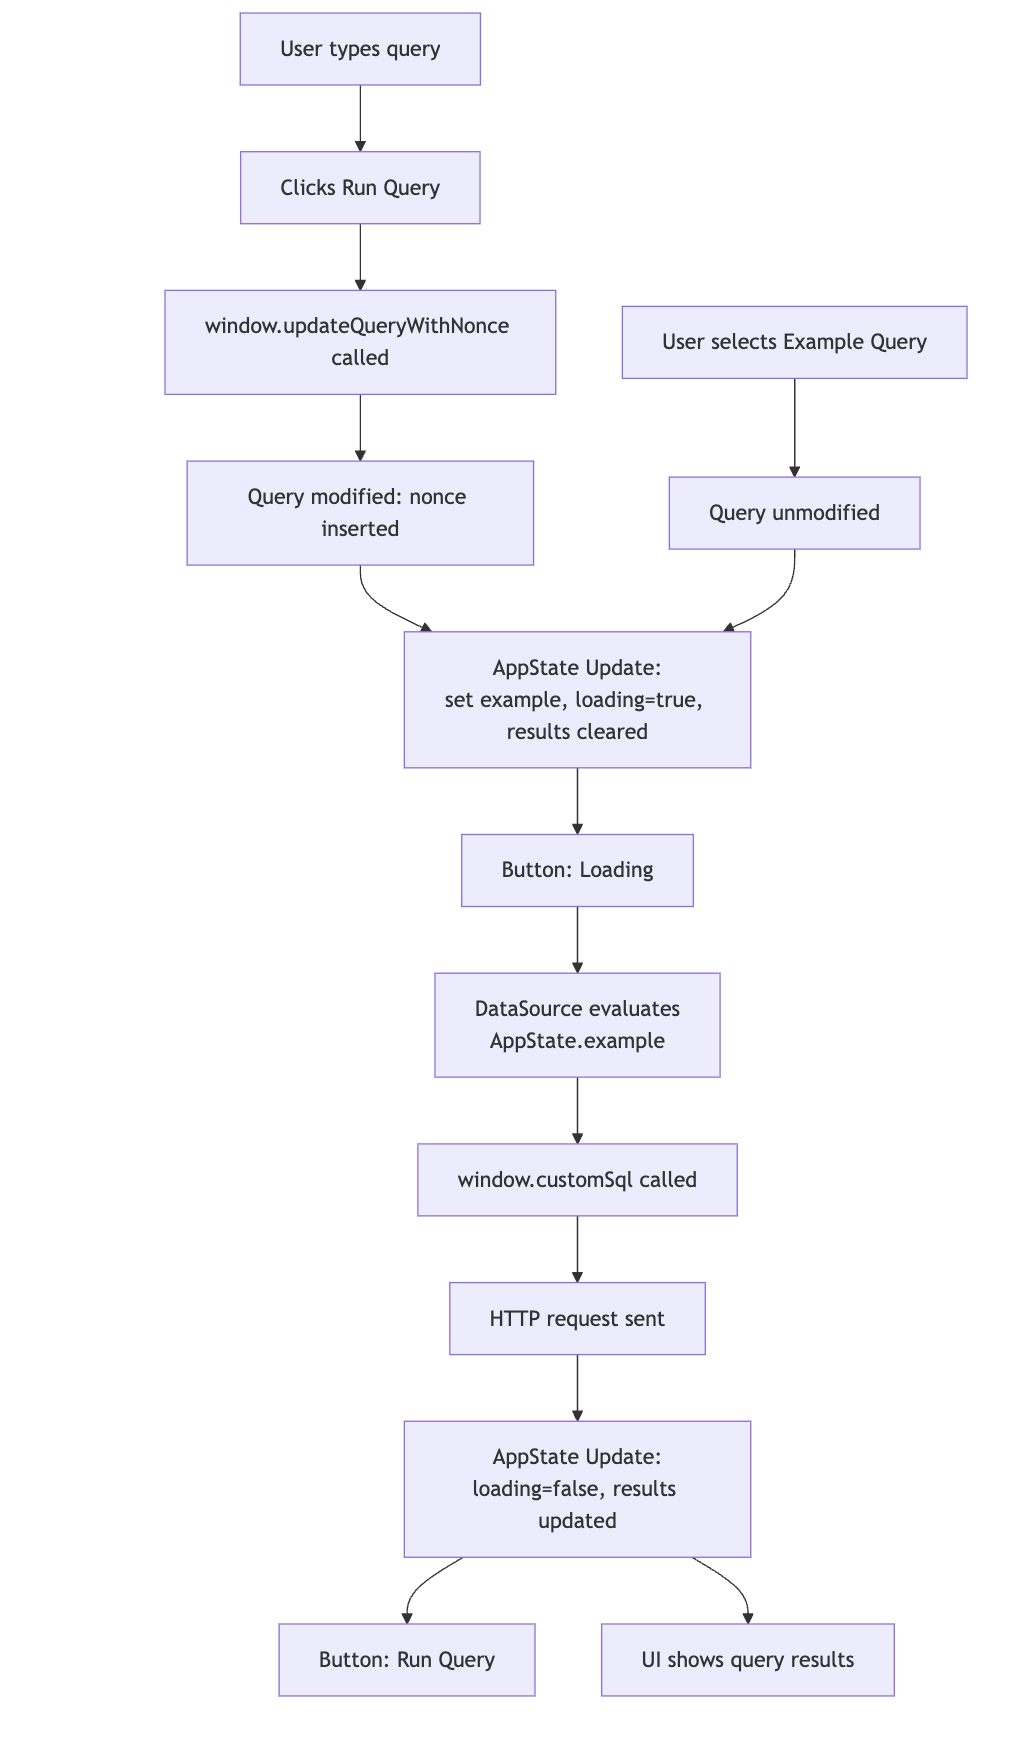 User types query
Clicks Run Query
window.updateQueryWithNonce
called
User selects Example Query
Query modified: nonce
inserted
Query unmodified
AppState Update:
set example, loading=true,
results cleared
Button: Loading
DataSource evaluates
AppState.example
window.customSql called
HTTP request sent
AppState Update:
loading=false, results
updated
Button: Run Query
UI shows query results